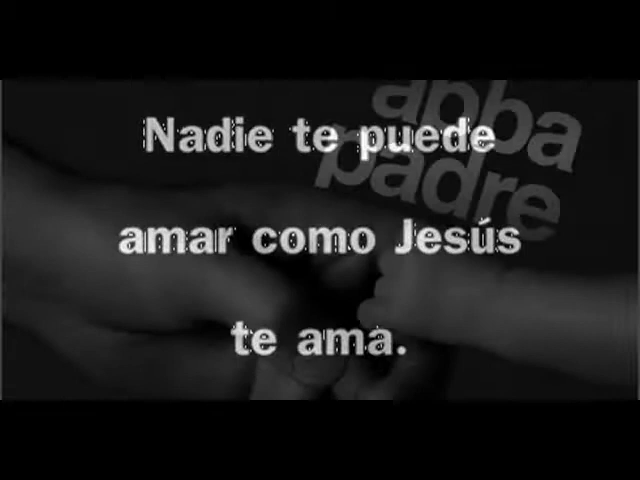 abba
padre
Nadie te puede
amar como Jesús
te ama.